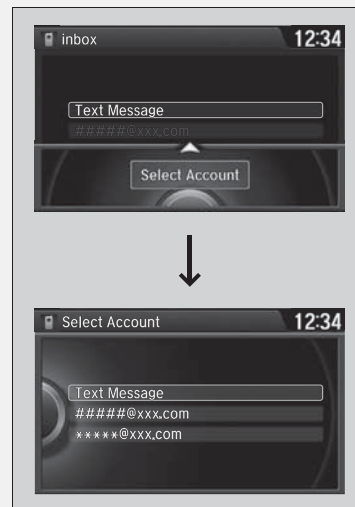 inbox 12:34
Text Message
#####@xxx.com
Select Account
Select Account 12:34
Text Message
#####@xxx.com
*****@xxx.com